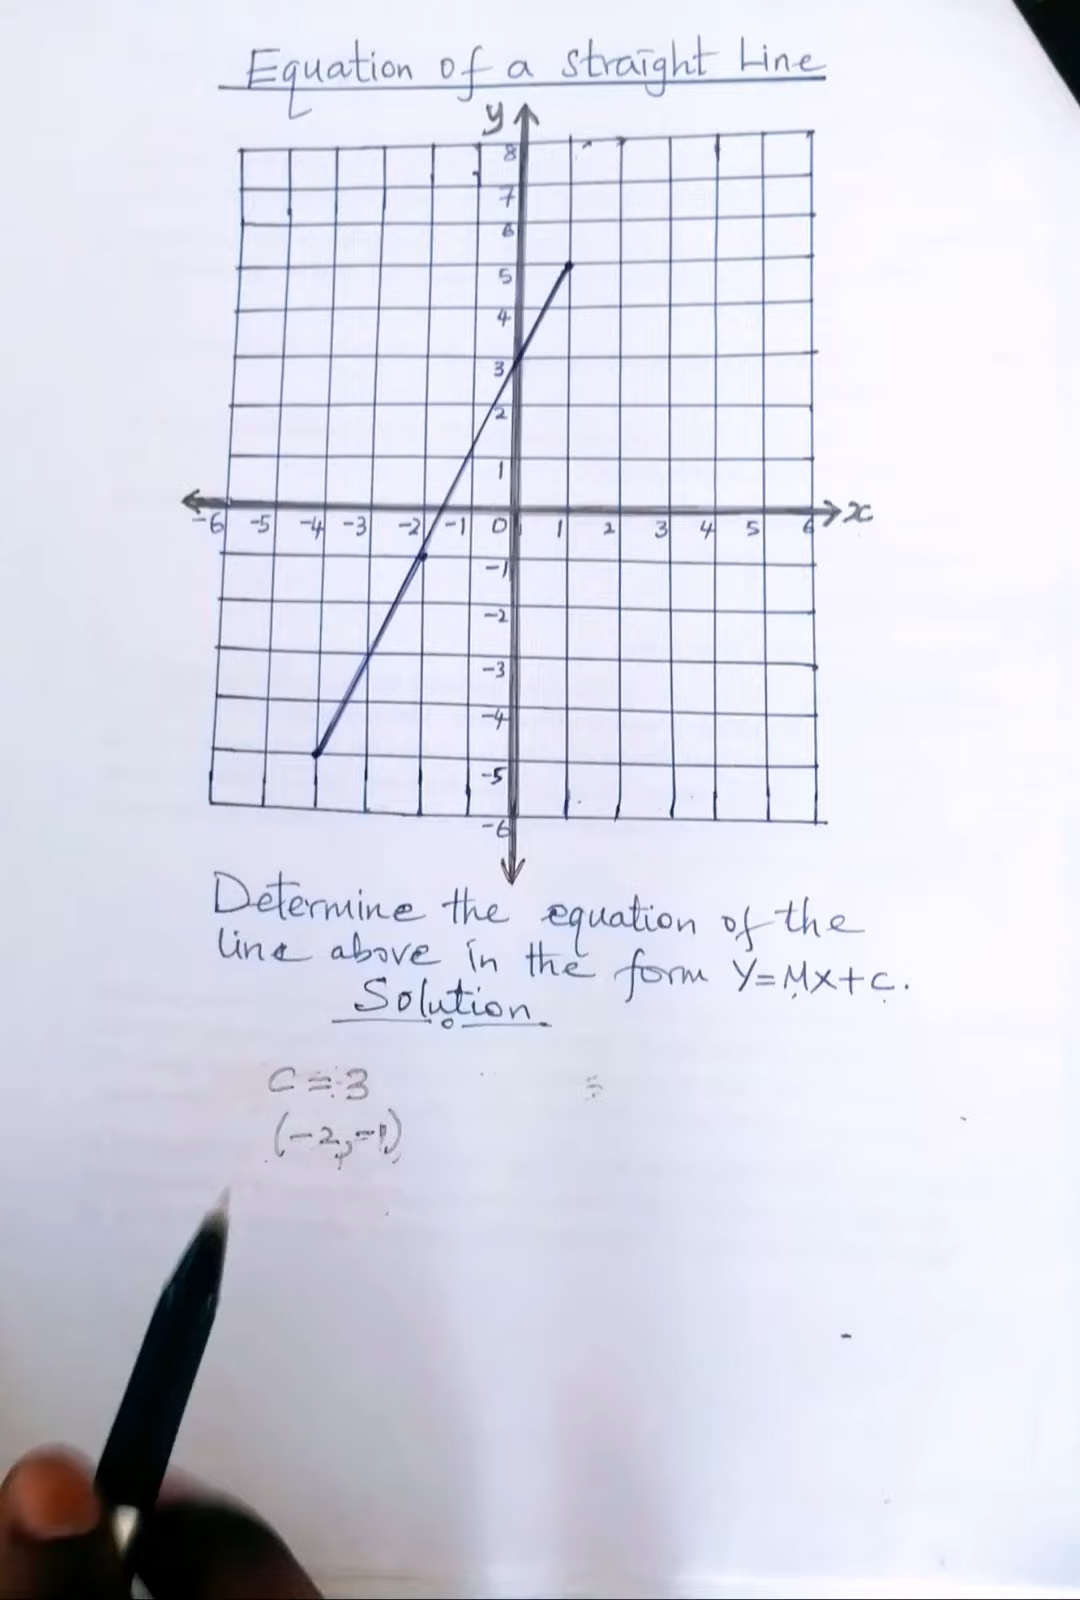 Equation of a straight Line
y
8
7
6
5
4
3
2
1
-6 -5 -4 -3 -2 -1 0 1 2 3 4 5 6 x
-1
-2
-3
-4
-5
-6
Determine the equation of the
line above in the form Y=Mx+c.
Solution
c = 3
(-2,-1)